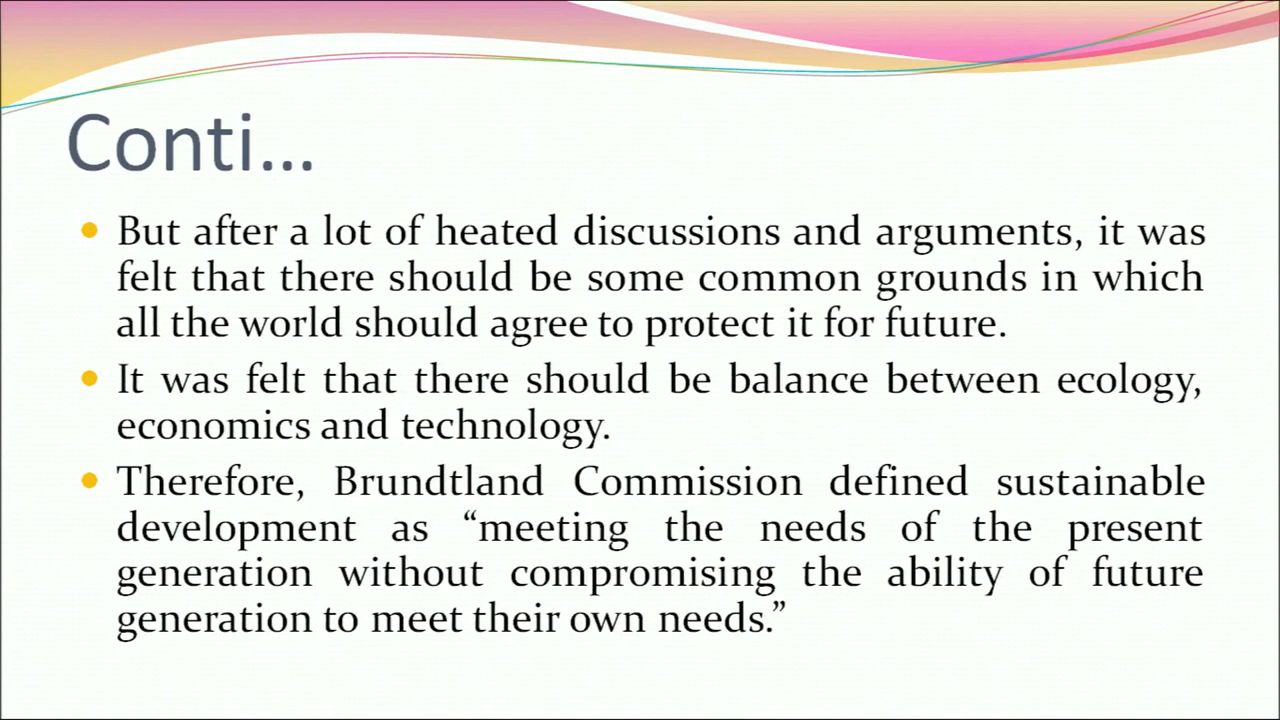 Conti...
• But after a lot of heated discussions and arguments, it was
felt that there should be some common grounds in which
all the world should agree to protect it for future.
• It was felt that there should be balance between ecology,
economics and technology.
• Therefore, Brundtland Commission defined sustainable
development as “meeting the needs of the present
generation without compromising the ability of future
generation to meet their own needs.”